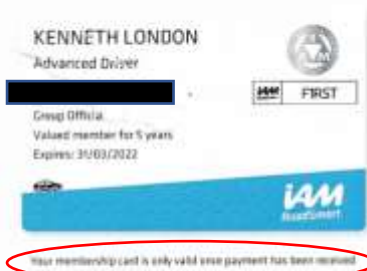 KENNETH LONDON
Advanced Driver
IAM FIRST
Group Official
Valued member for 5 years
Expires: 31/03/2022
IAM
RoadSmart
Your membership card is only valid once payment has been received